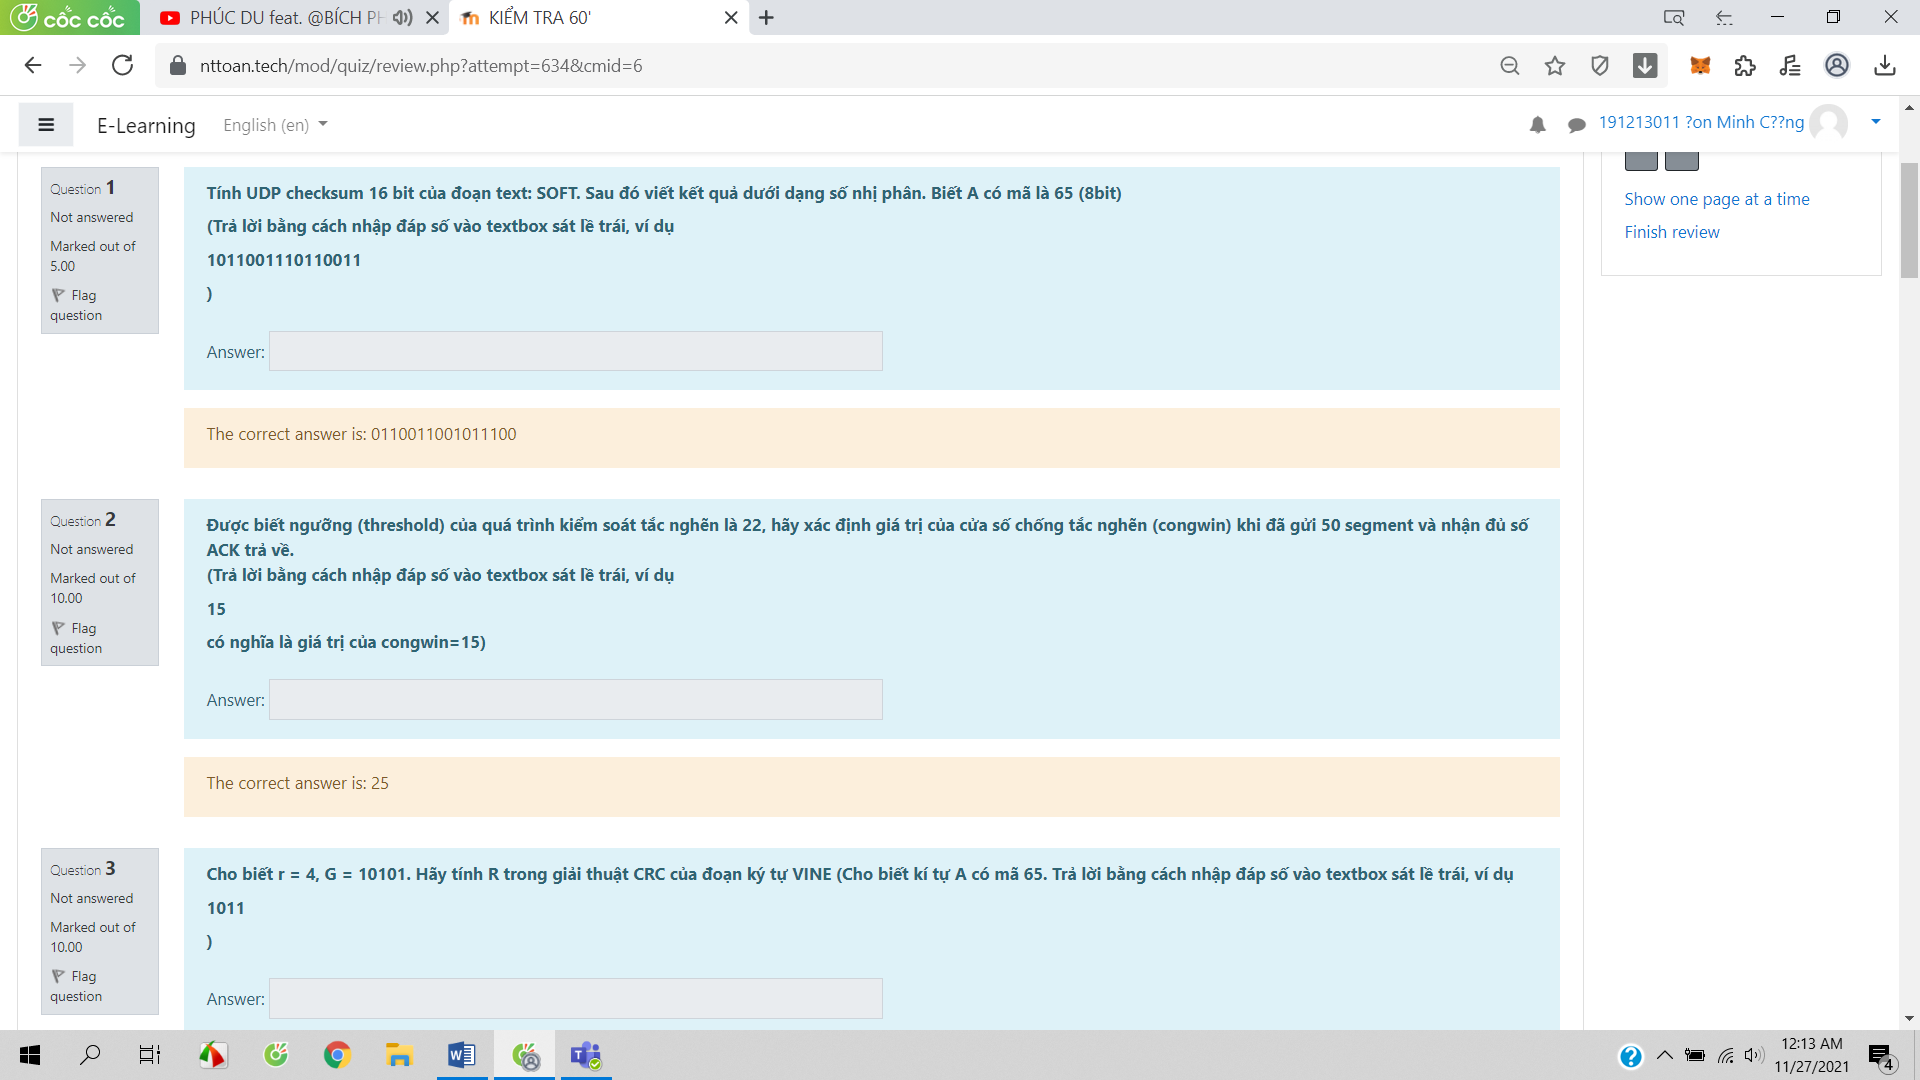 cốc cốc
PHÚC DU feat. @BÍCH PH
KIỂM TRA 60'
nttoan.tech/mod/quiz/review.php?attempt=634&cmid=6
E-Learning
English (en)
191213011 ?on Minh C??ng
Show one page at a time
Finish review
Question 1
Not answered
Marked out of
5.00
Flag
question
Tính UDP checksum 16 bit của đoạn text: SOFT. Sau đó viết kết quả dưới dạng số nhị phân. Biết A có mã là 65 (8bit)
(Trả lời bằng cách nhập đáp số vào textbox sát lề trái, ví dụ
1011001110110011
)
Answer:
The correct answer is: 0110011001011100
Question 2
Not answered
Marked out of
10.00
Flag
question
Được biết ngưỡng (threshold) của quá trình kiểm soát tắc nghẽn là 22, hãy xác định giá trị của cửa số chống tắc nghẽn (congwin) khi đã gửi 50 segment và nhận đủ số
ACK trả về.
(Trả lời bằng cách nhập đáp số vào textbox sát lề trái, ví dụ
15
có nghĩa là giá trị của congwin=15)
Answer:
The correct answer is: 25
Question 3
Not answered
Marked out of
10.00
Flag
question
Cho biết r = 4, G = 10101. Hãy tính R trong giải thuật CRC của đoạn ký tự VINE (Cho biết kí tự A có mã 65. Trả lời bằng cách nhập đáp số vào textbox sát lề trái, ví dụ
1011
)
Answer:
12:13 AM
11/27/2021
4